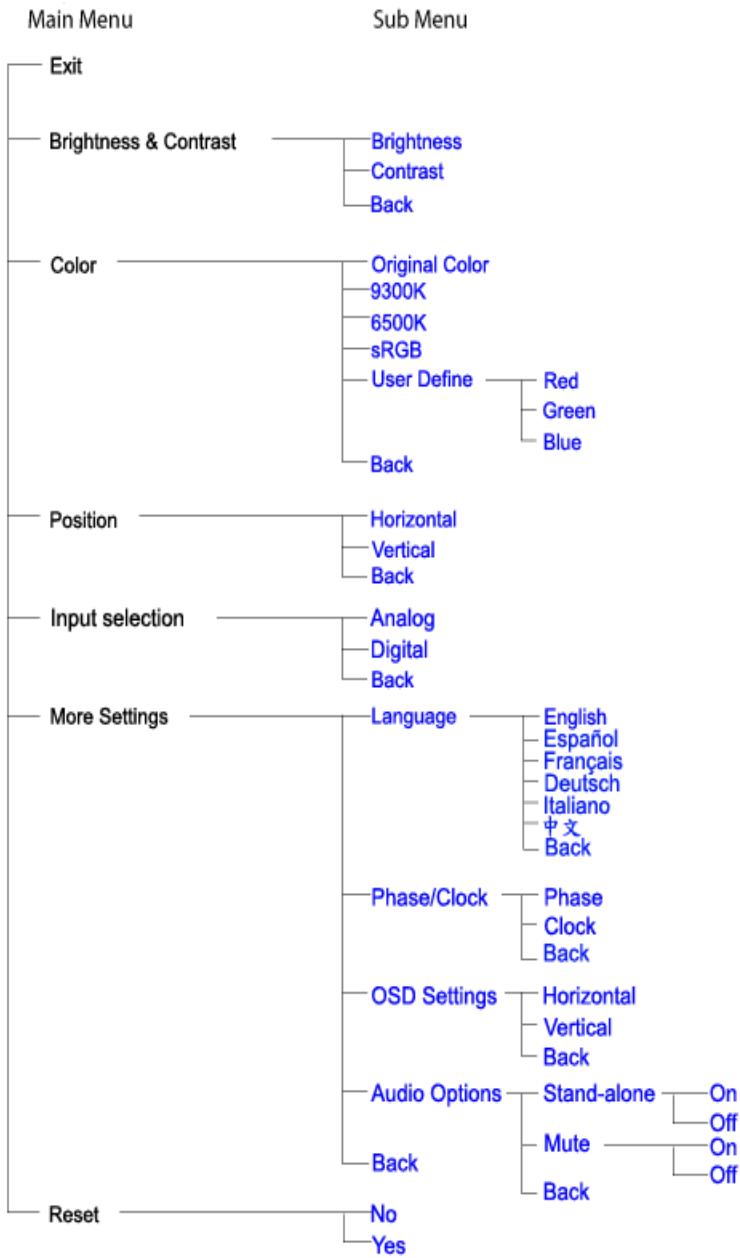 Main Menu Sub Menu
Exit
Brightness & Contrast Brightness
Contrast
Back
Color Original Color
9300K
6500K
sRGB
User Define Red
Green
Blue
Back
Position Horizontal
Vertical
Back
Input selection Analog
Digital
Back
More Settings Language English
Español
Français
Deutsch
Italiano
中文
Back
Phase/Clock Phase
Clock
Back
OSD Settings Horizontal
Vertical
Back
Audio Options Stand-alone On
Off
Mute On
Off
Back
Back
Reset No
Yes